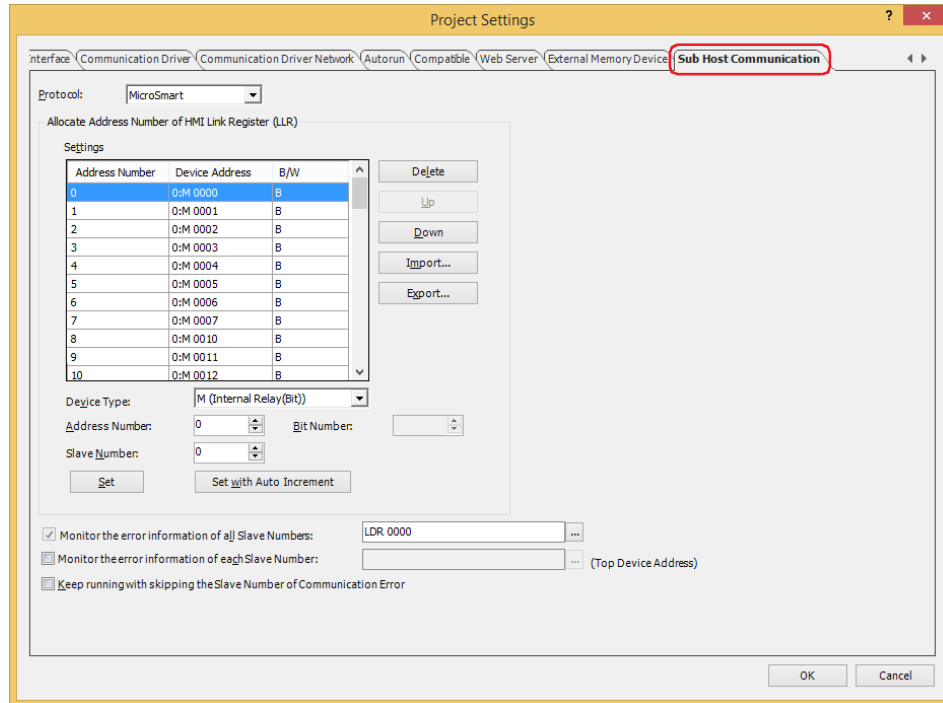 Project Settings
? ×
nterface Communication Driver Communication Driver Network Autorun Compatible Web Server External Memory Device Sub Host Communication
Protocol: MicroSmart
Allocate Address Number of HMI Link Register (LLR)
Settings
Address Number Device Address B/W
0 0:M 0000 B
1 0:M 0001 B
2 0:M 0002 B
3 0:M 0003 B
4 0:M 0004 B
5 0:M 0005 B
6 0:M 0006 B
7 0:M 0007 B
8 0:M 0010 B
9 0:M 0011 B
10 0:M 0012 B
Delete
Up
Down
Import...
Export...
Device Type: M (Internal Relay(Bit))
Address Number: 0 Bit Number:
Slave Number: 0
Set Set with Auto Increment
Monitor the error information of all Slave Numbers: LDR 0000 ...
Monitor the error information of each Slave Number: ... (Top Device Address)
Keep running with skipping the Slave Number of Communication Error
OK Cancel